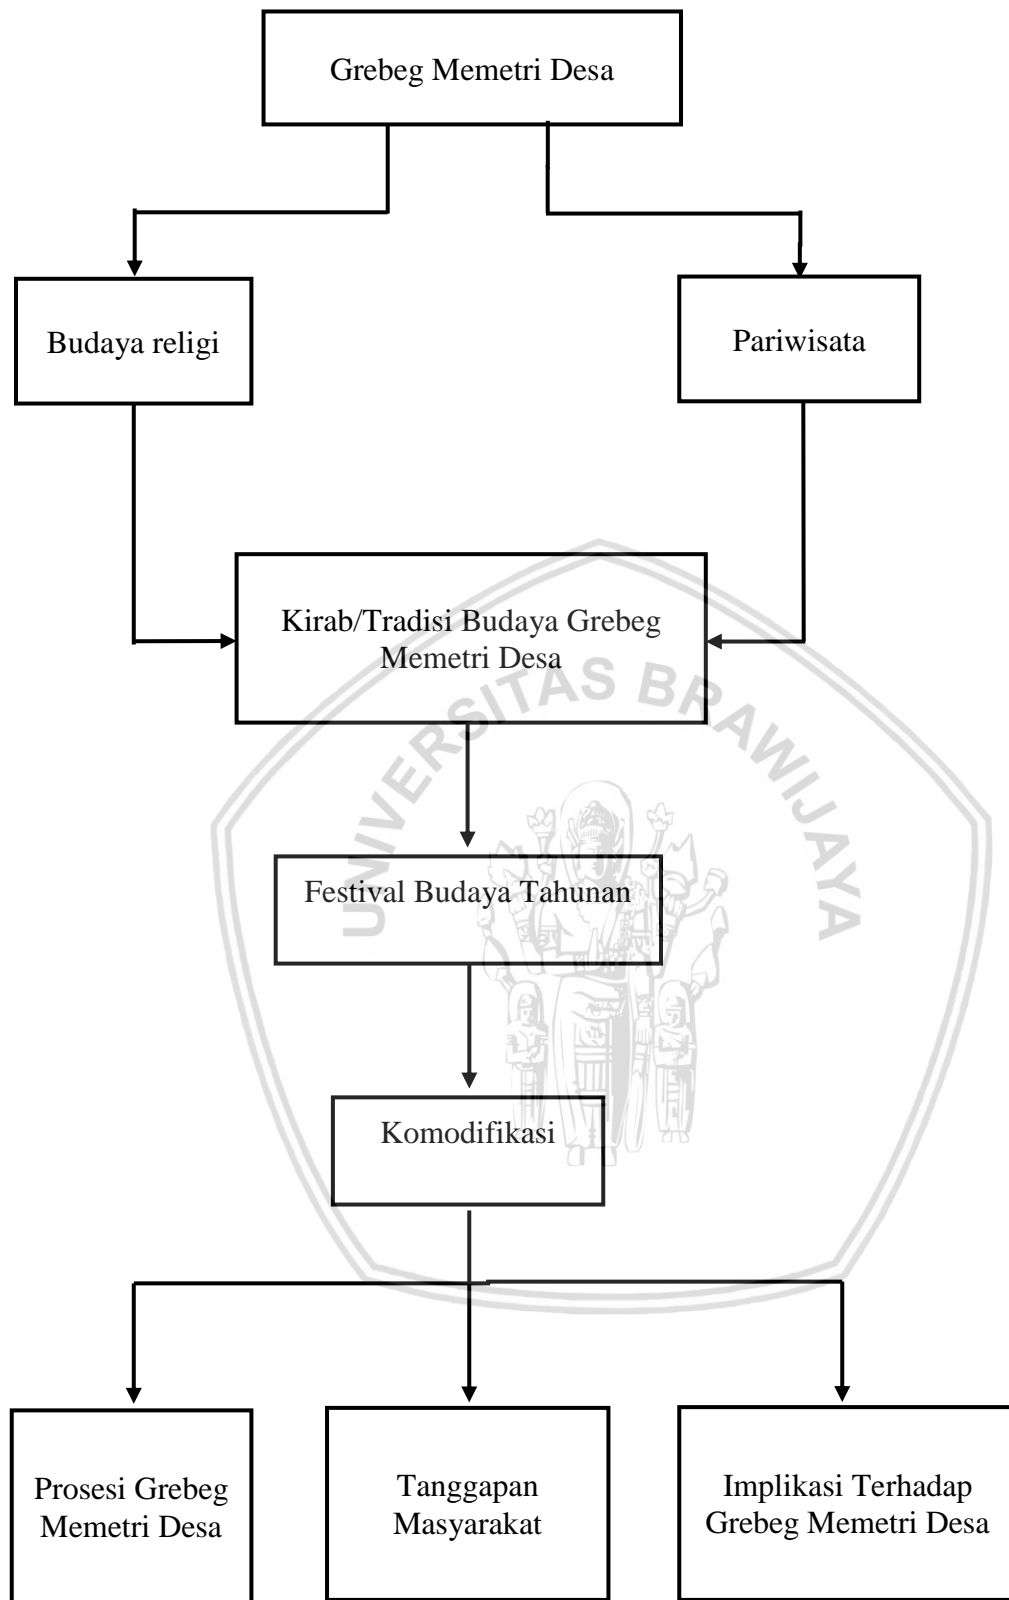 Grebeg Memetri Desa
Budaya religi
Pariwisata
Kirab/Tradisi Budaya Grebeg
Memetri Desa
UNIVERSITAS BRAWIJAYA
Festival Budaya Tahunan
Komodifikasi
Prosesi Grebeg
Memetri Desa
Tanggapan
Masyarakat
Implikasi Terhadap
Grebeg Memetri Desa